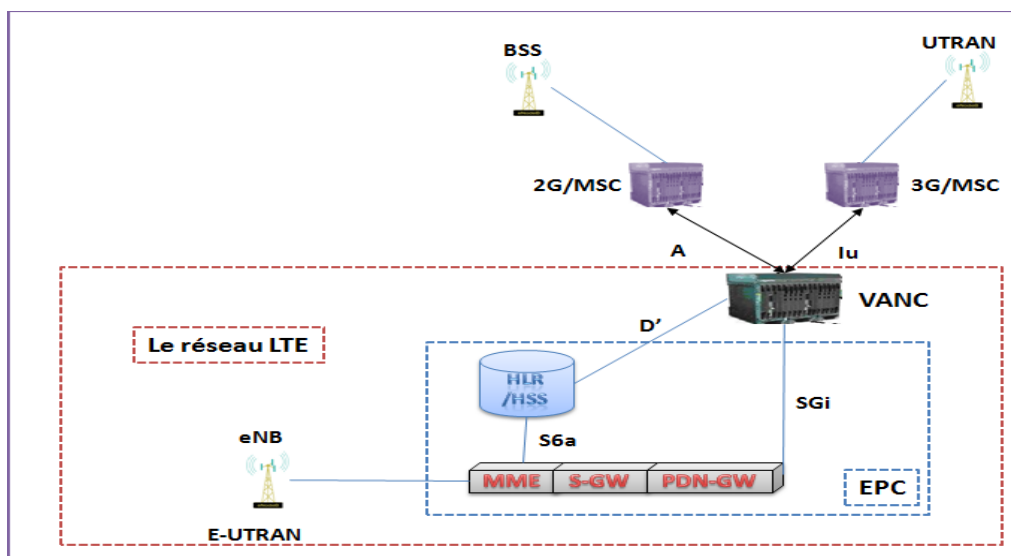 BSS
UTRAN
2G/MSC
3G/MSC
A
Iu
VANC
D’
Le réseau LTE
HLR
/HSS
SGi
S6a
eNB
MME
S-GW
PDN-GW
EPC
E-UTRAN